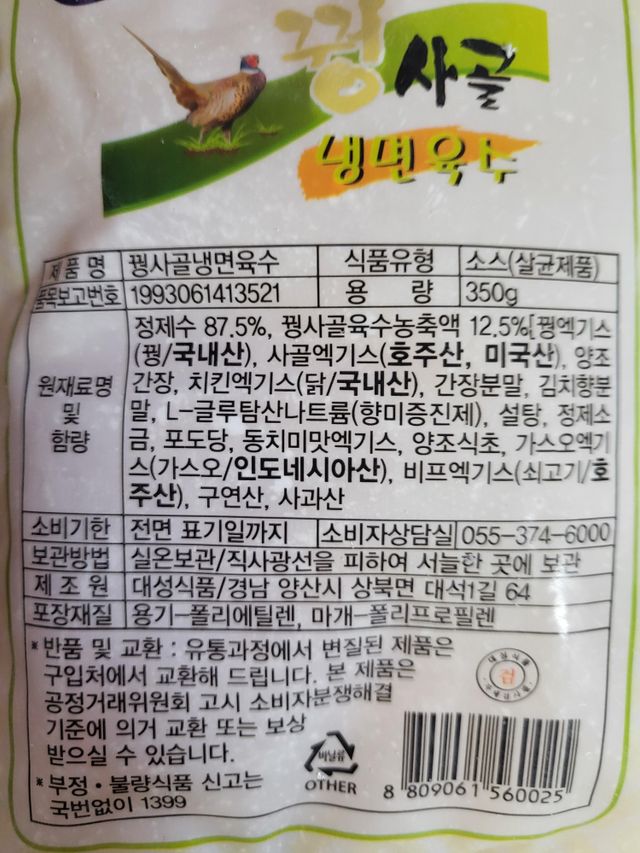 꿩사골
냉면육수
제품명 꿩사골냉면육수 식품유형 소스(살균제품)
품목보고번호 1993061413521 용 량 350g
원재료명 및 함량
정제수 87.5%, 꿩사골육수농축액 12.5%[꿩엑기스
(꿩/국내산), 사골엑기스(호주산, 미국산), 양조
간장, 치킨엑기스(닭/국내산), 간장분말, 김치향분
말, L-글루탐산나트륨(향미증진제), 설탕, 정제소
금, 포도당, 동치미맛엑기스, 양조식초, 가스오엑기
스(가스오/인도네시아산), 비프엑기스(쇠고기/호
주산), 구연산, 사과산
소비기한 전면 표기일까지 소비자상담실 055-374-6000
보관방법 실온보관/직사광선을 피하여 서늘한 곳에 보관
제 조 원 대성식품/경남 양산시 상북면 대석1길 64
포장재질 용기-폴리에틸렌, 마개-폴리프로필렌
* 반품 및 교환 : 유통과정에서 변질된 제품은
구입처에서 교환해 드립니다. 본 제품은
공정거래위원회 고시 소비자분쟁해결
기준에 의거 교환 또는 보상
받으실 수 있습니다.
* 부정·불량식품 신고는
국번없이 1399
검
비닐류
OTHER
8 809061 560025